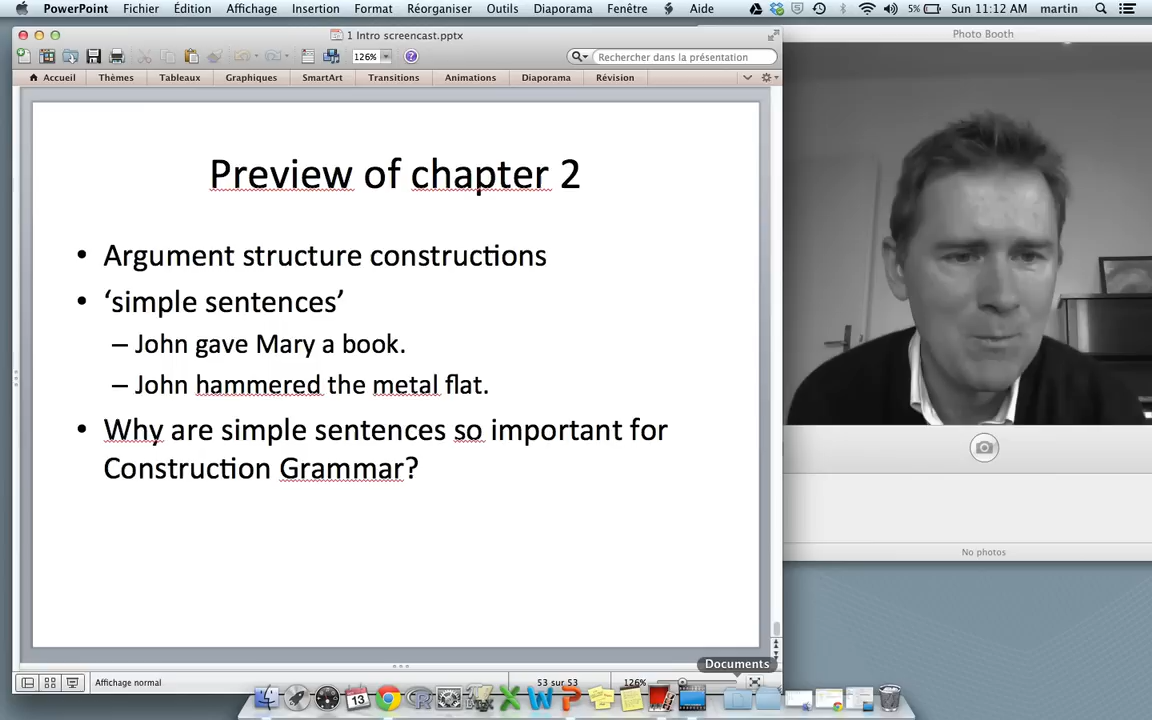 PowerPoint Fichier Édition Affichage Insertion Format Réorganiser Outils Diaporama Fenêtre Aide 5% Sun 11:12 AM martin
1 Intro screencast.pptx
Photo Booth
126% Rechercher dans la présentation
Accueil Thèmes Tableaux Graphiques SmartArt Transitions Animations Diaporama Révision
Preview of chapter 2
• Argument structure constructions
• ‘simple sentences’
– John gave Mary a book.
– John hammered the metal flat.
• Why are simple sentences so important for
Construction Grammar?
No photos
Documents
Affichage normal 53 sur 53 126%
13